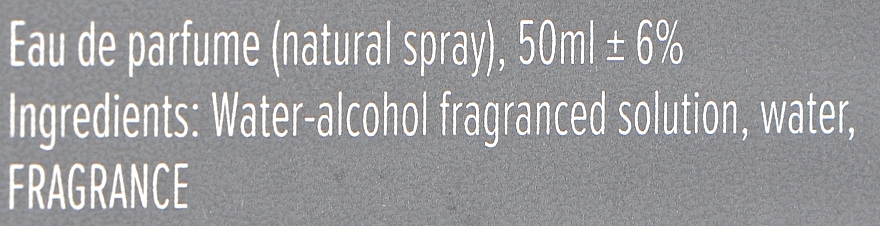 Eau de parfume (natural spray), 50ml ± 6%
Ingredients: Water-alcohol fragranced solution, water,
FRAGRANCE